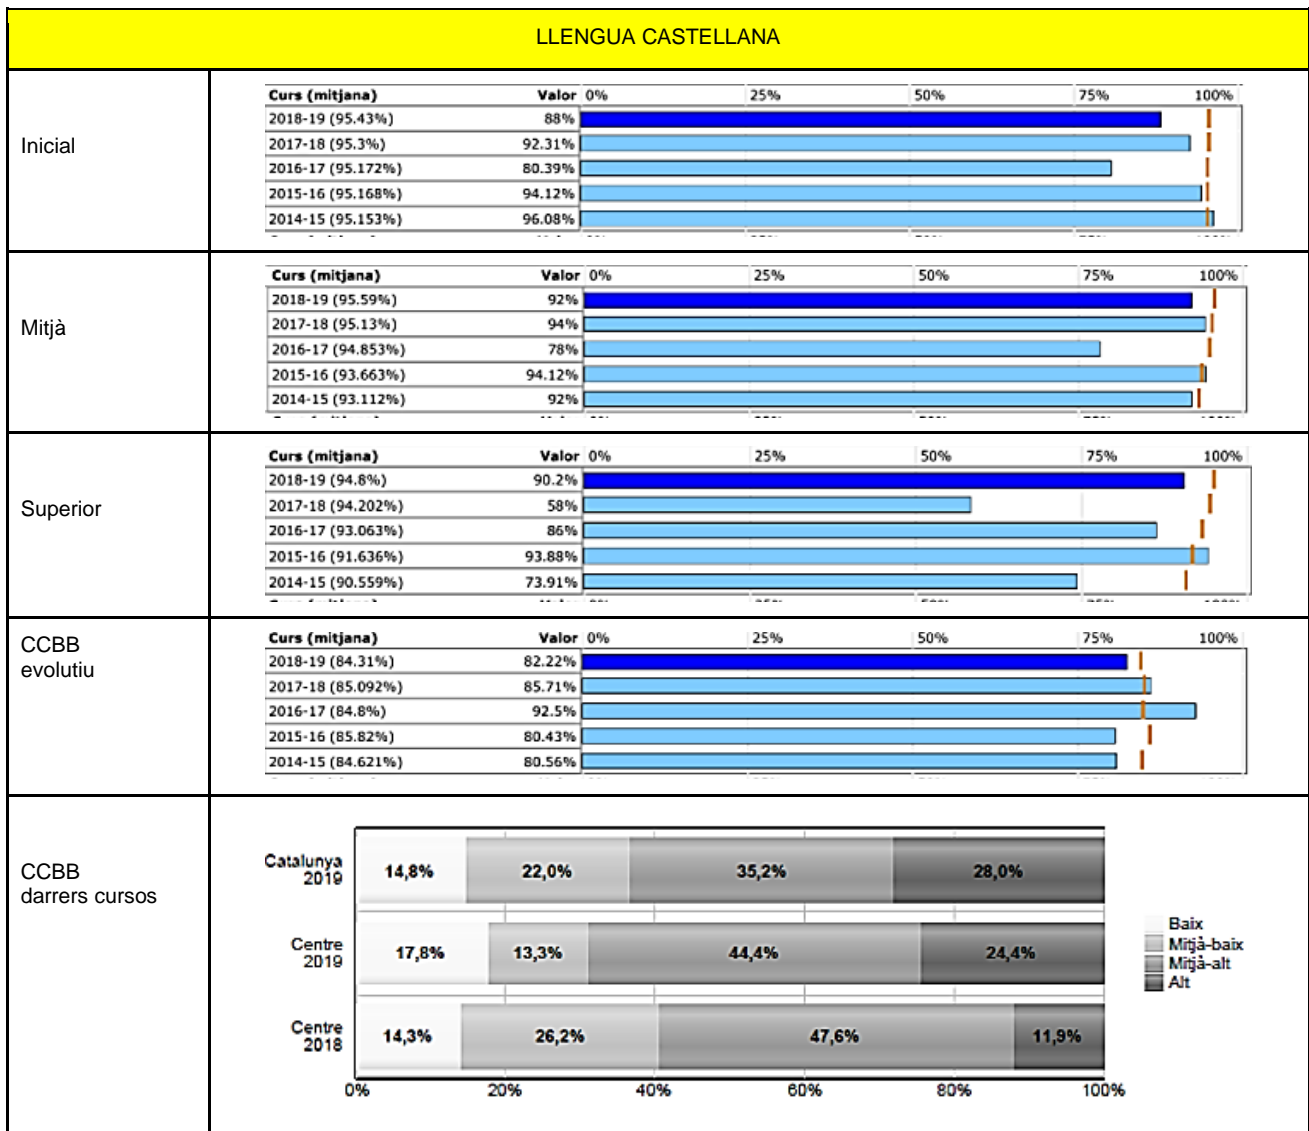 LLENGUA CASTELLANA
Inicial
Curs (mitjana) Valor 0% 25% 50% 75% 100%
2018-19 (95.43%) 88%
2017-18 (95.3%) 92.31%
2016-17 (95.172%) 80.39%
2015-16 (95.168%) 94.12%
2014-15 (95.153%) 96.08%
Mitjà
Curs (mitjana) Valor 0% 25% 50% 75% 100%
2018-19 (95.59%) 92%
2017-18 (95.13%) 94%
2016-17 (94.853%) 78%
2015-16 (93.663%) 94.12%
2014-15 (93.112%) 92%
Superior
Curs (mitjana) Valor 0% 25% 50% 75% 100%
2018-19 (94.8%) 90.2%
2017-18 (94.202%) 58%
2016-17 (93.063%) 86%
2015-16 (91.636%) 93.88%
2014-15 (90.559%) 73.91%
CCBB
evolutiu
Curs (mitjana) Valor 0% 25% 50% 75% 100%
2018-19 (84.31%) 82.22%
2017-18 (85.092%) 85.71%
2016-17 (84.8%) 92.5%
2015-16 (85.82%) 80.43%
2014-15 (84.621%) 80.56%
CCBB
darrers cursos
Catalunya
2019
14,8% 22,0% 35,2% 28,0%
Centre
2019
17,8% 13,3% 44,4% 24,4%
Centre
2018
14,3% 26,2% 47,6% 11,9%
0% 20% 40% 60% 80% 100%
Baix
Mitjà-baix
Mitjà-alt
Alt